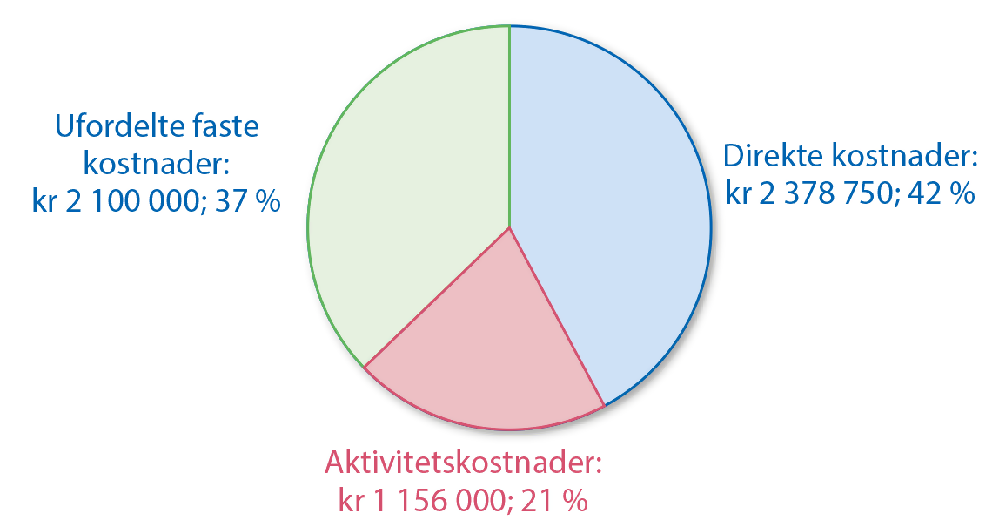 Ufordelte faste
kostnader:
kr 2 100 000; 37 %
Direkte kostnader:
kr 2 378 750; 42 %
Aktivitetskostnader:
kr 1 156 000; 21 %